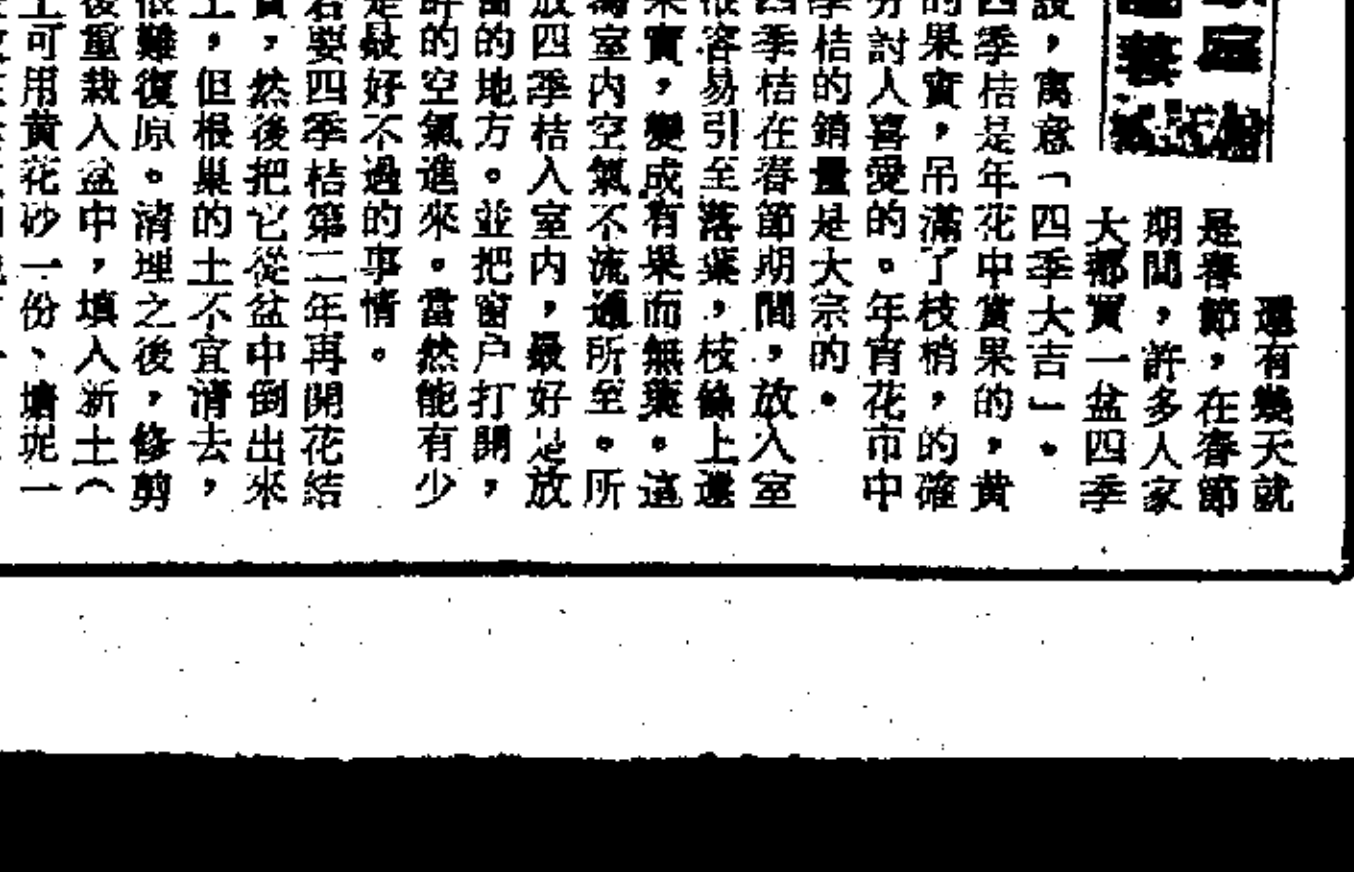 還有幾天就
是春節，在春節
期間，許多人家
大都買一盆四季
說，寓意「四季大吉」。
四季桔是年花中賞果的，黃
的果實，吊滿了枝梢，的確
分討人喜愛的。年宵花市中
季桔的銷量是大宗的。
四季桔在春節期間，放入室
很容易引至落葉，枝條上還
果實，變成有果而無葉。這
為室內空氣不流通所至。所
放四季桔入室内，最好是放
窗的地方。並把窗户打開，
鮮的空氣進來。當然能有少
是最好不過的事情。
若要四季桔第二年再開花結
實，然後把它從盆中倒出來
土，但根巢的土不宜清去，
很難復原。清理之後，修剪
後重栽入盆中，填入新土（
土可用黄花砂一份、塘坭一